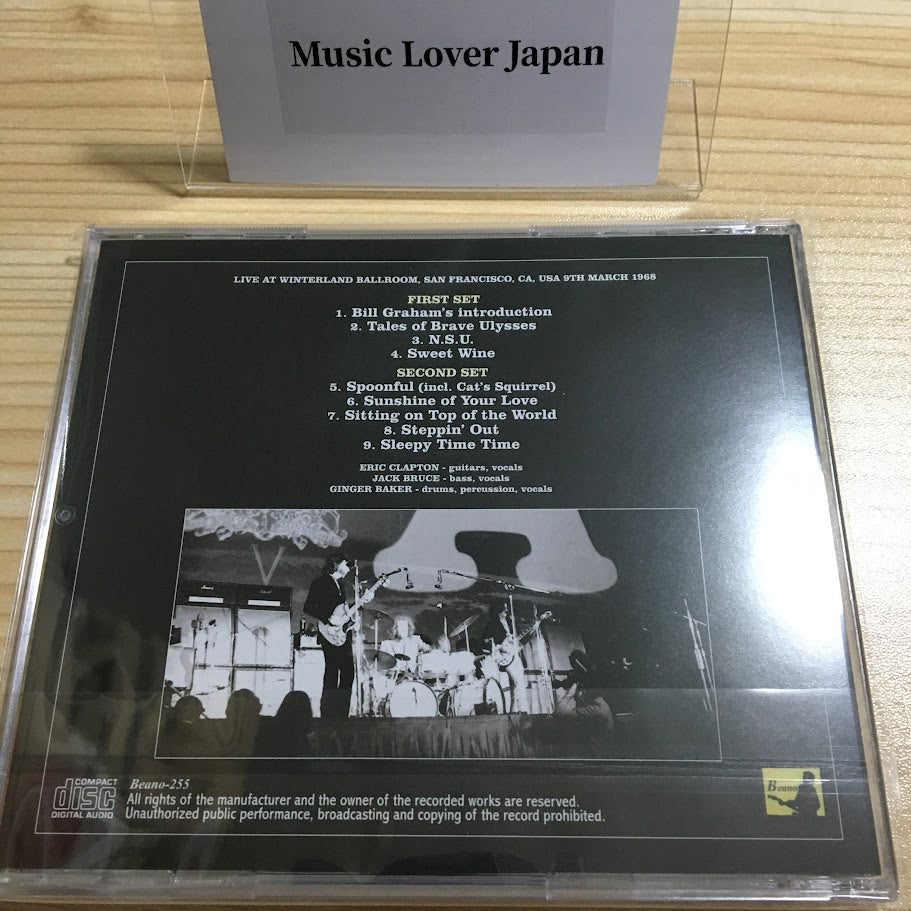 Music Lover Japan
LIVE AT WINTERLAND BALLROOM, SAN FRANCISCO, CA, USA 9TH MARCH 1968
FIRST SET
1. Bill Graham's introduction
2. Tales of Brave Ulysses
3. N.S.U.
4. Sweet Wine
SECOND SET
5. Spoonful (incl. Cat's Squirrel)
6. Sunshine of Your Love
7. Sitting on Top of the World
8. Steppin' Out
9. Sleepy Time Time
ERIC CLAPTON - guitars, vocals
JACK BRUCE - bass, vocals
GINGER BAKER - drums, percussion, vocals
COMPACT
disc
DIGITAL AUDIO
Beano-255
All rights of the manufacturer and the owner of the recorded works are reserved.
Unauthorized public performance, broadcasting and copying of the record prohibited.
Beano